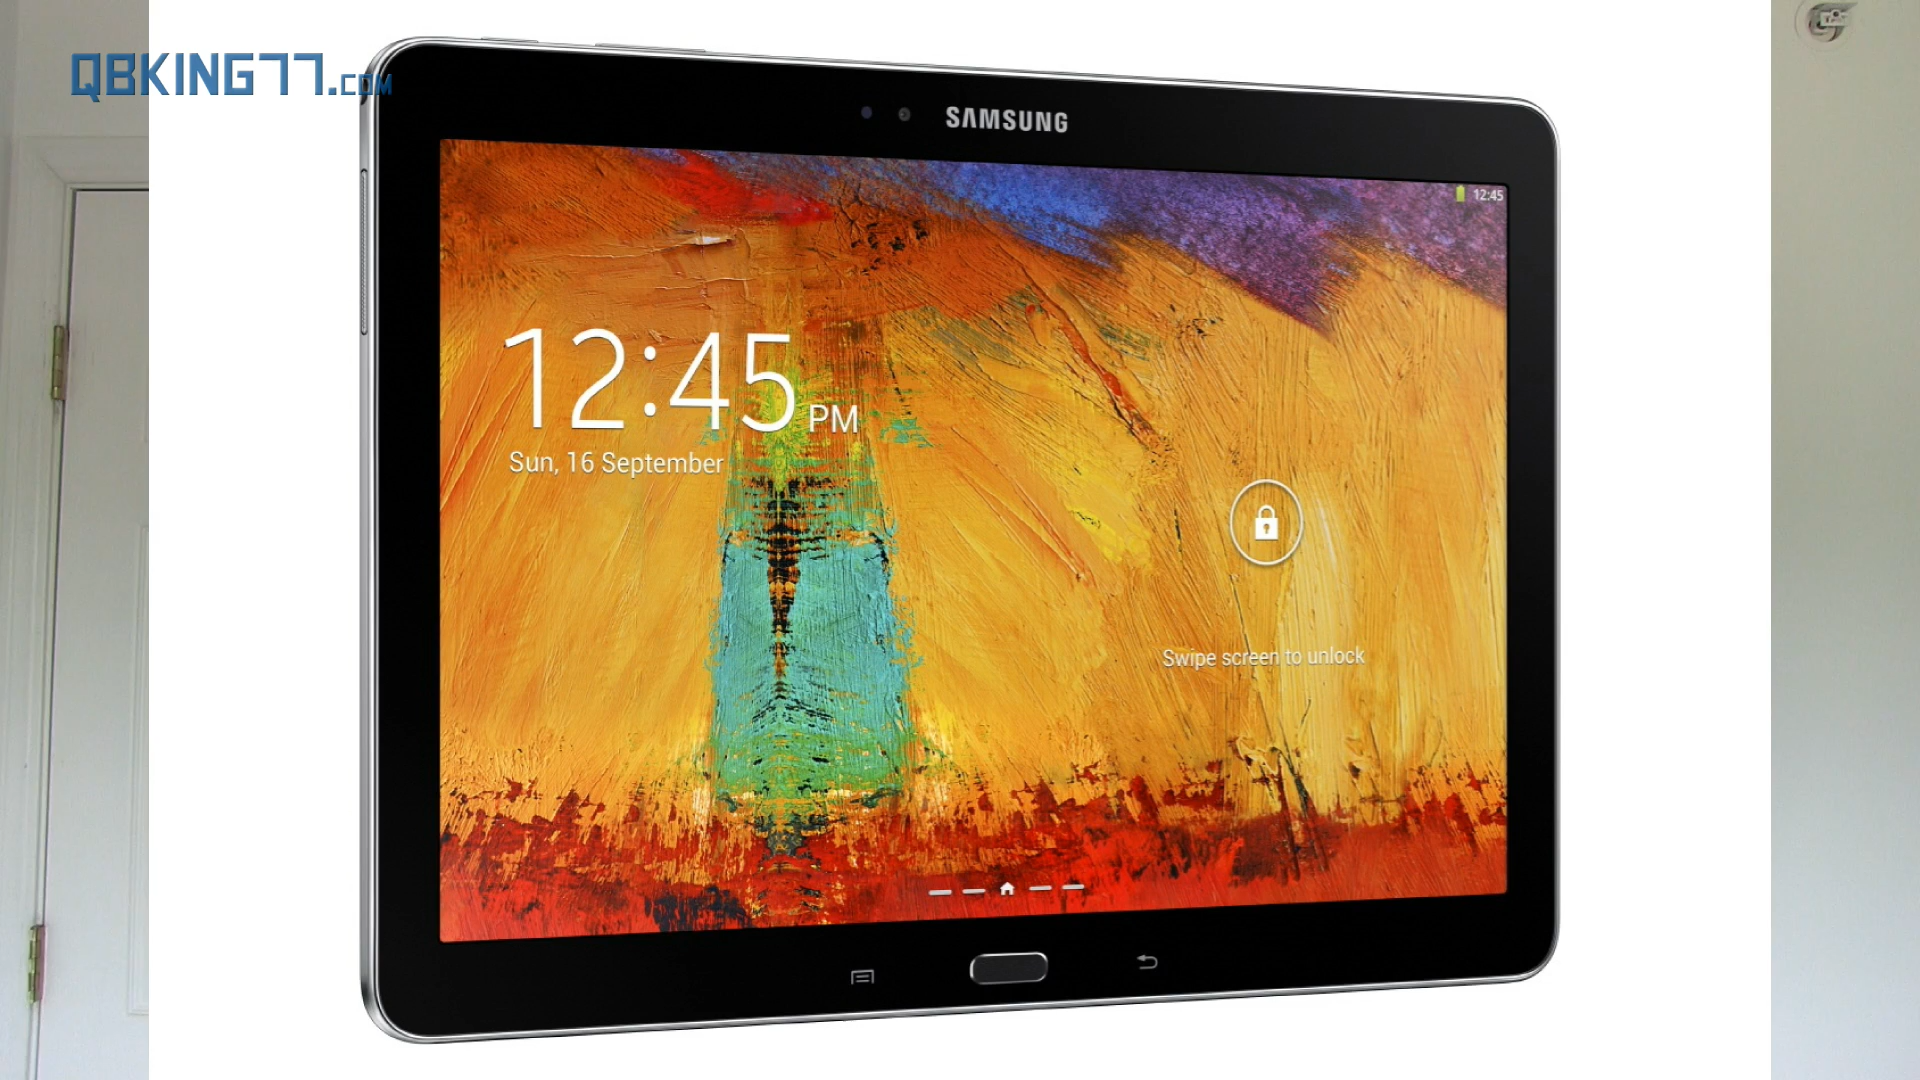 QBKING77.COM
SAMSUNG
12:45
12:45 PM
Sun, 16 September
Swipe screen to unlock